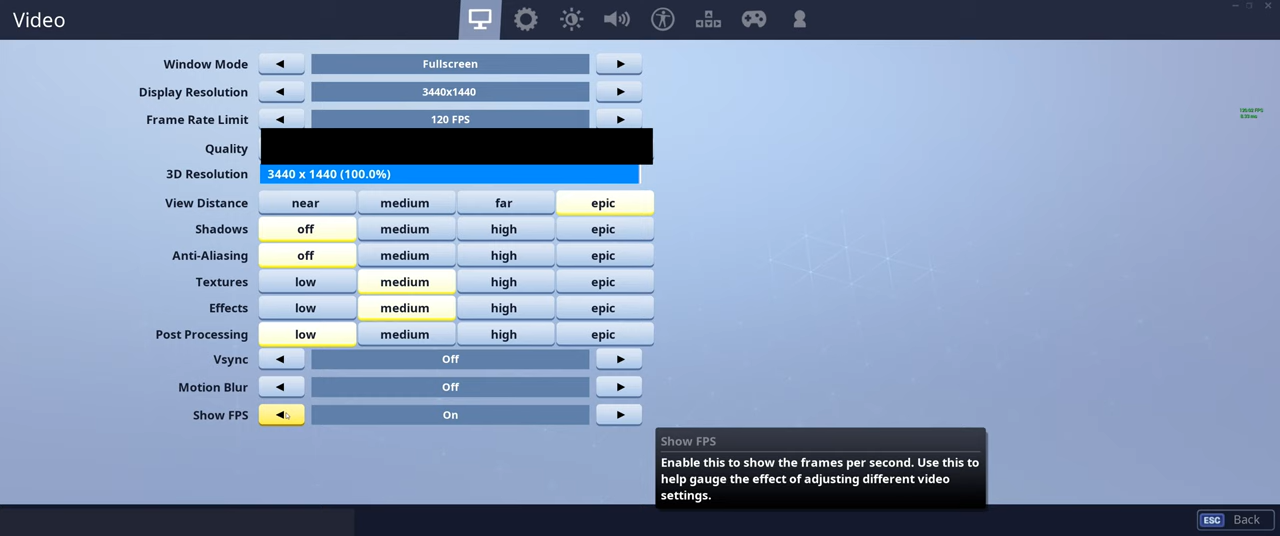 Video
Window Mode Fullscreen
Display Resolution 3440x1440
Frame Rate Limit 120 FPS
Quality
3D Resolution 3440 x 1440 (100.0%)
View Distance near medium far epic
Shadows off medium high epic
Anti-Aliasing off medium high epic
Textures low medium high epic
Effects low medium high epic
Post Processing low medium high epic
Vsync Off
Motion Blur Off
Show FPS On
Show FPS
Enable this to show the frames per second. Use this to
help gauge the effect of adjusting different video
settings.
ESC Back